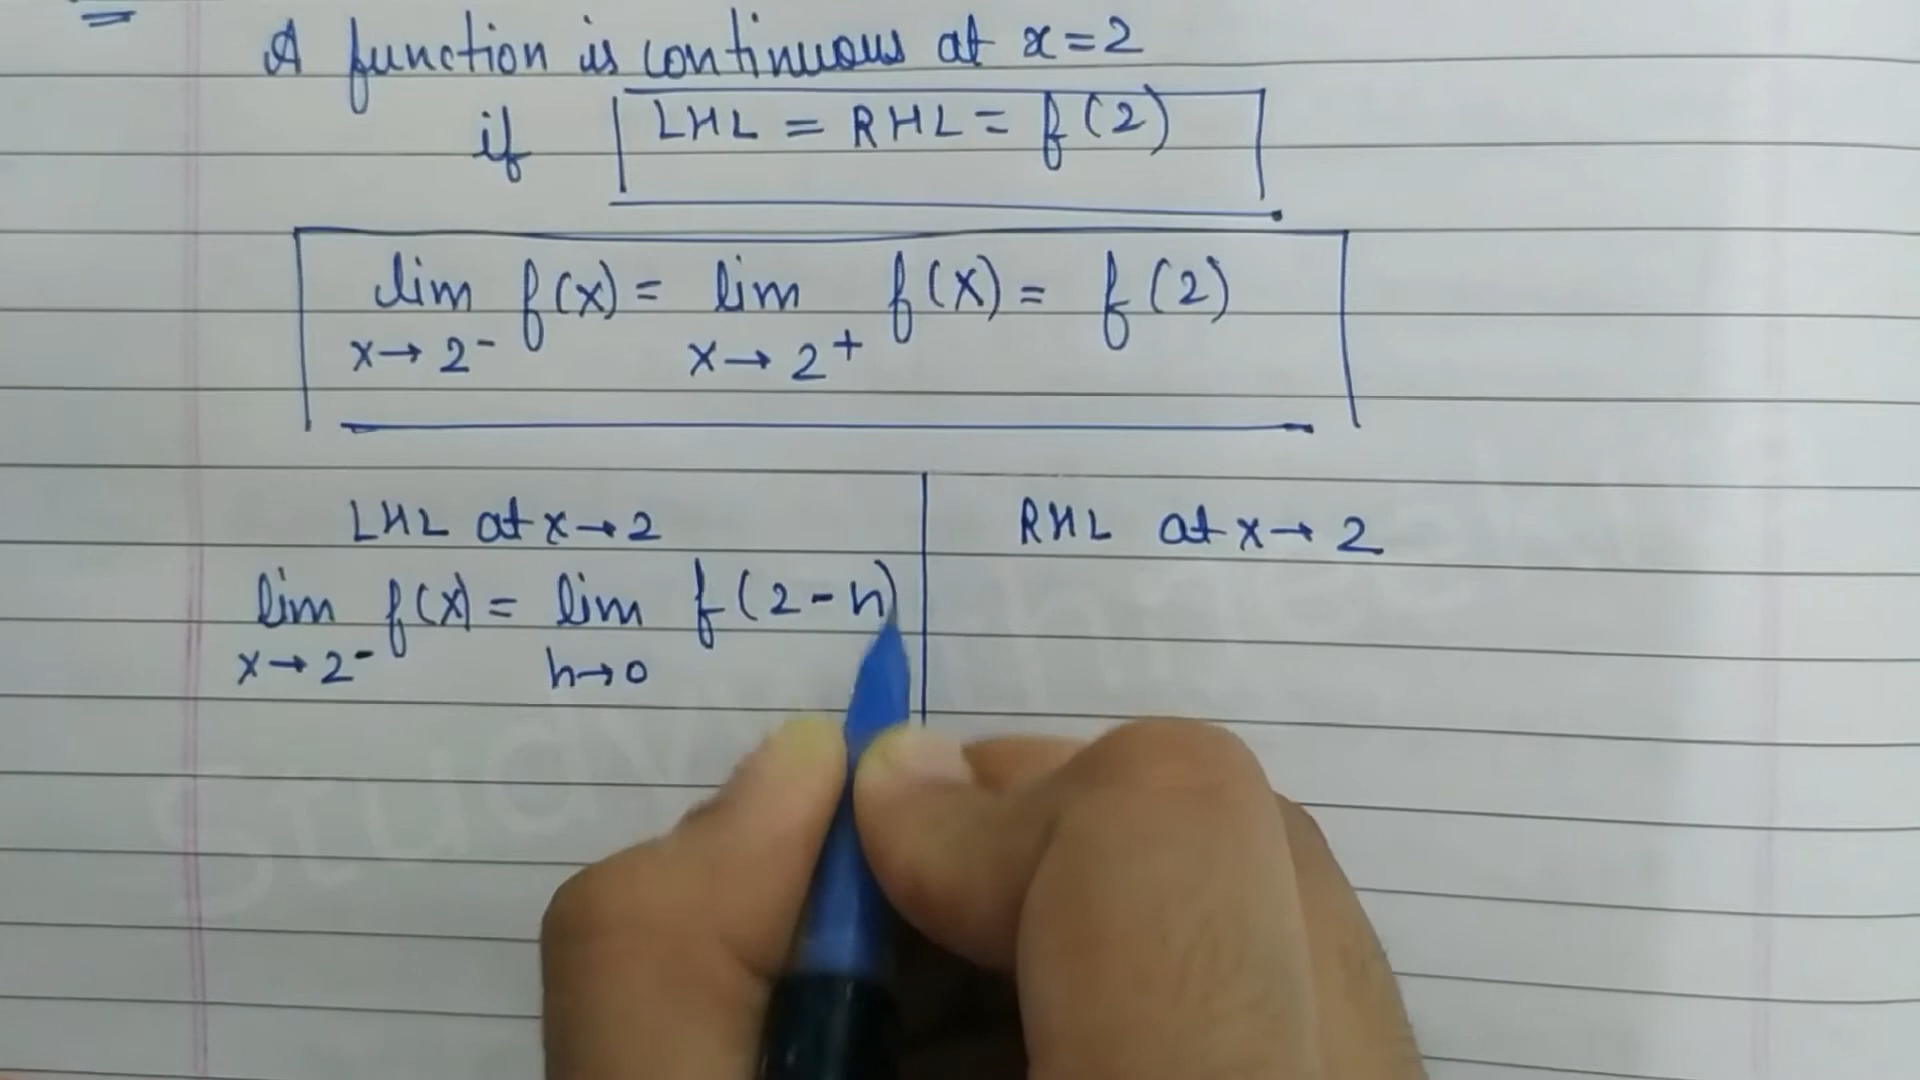 A function is continuous at x=2
if LHL = RHL = f(2)
lim f(x) = lim f(x) = f(2)
x→2⁻ x→2⁺
LHL at x→2
lim f(x) = lim f(2-h)
x→2⁻ h→0
RHL at x→2